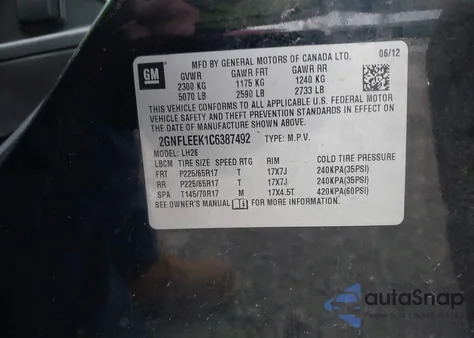 GM
MFD BY GENERAL MOTORS OF CANADA LTD. 06/12
GVWR GAWR FRT GAWR RR
2300 KG 1175 KG 1240 KG
5070 LB 2590 LB 2733 LB
THIS VEHICLE CONFORMS TO ALL APPLICABLE U.S. FEDERAL MOTOR
VEHICLE SAFETY, BUMPER, AND THEFT PREVENTION STANDARDS IN
EFFECT ON THE DATE OF MANUFACTURE SHOWN ABOVE.
2GNFLEEK1C6387492 TYPE: M.P.V.
MODEL: LH26
LBCM TIRE SIZE SPEED RTG RIM COLD TIRE PRESSURE
FRT P225/65R17 T 17X7J 240KPA(35PSI)
RR P225/65R17 T 17X7J 240KPA(35PSI)
SPA T145/70R17 M 17X4.5T 420KPA(60PSI)
SEE OWNER'S MANUAL FOR MORE INFORMATION.
autoSnap